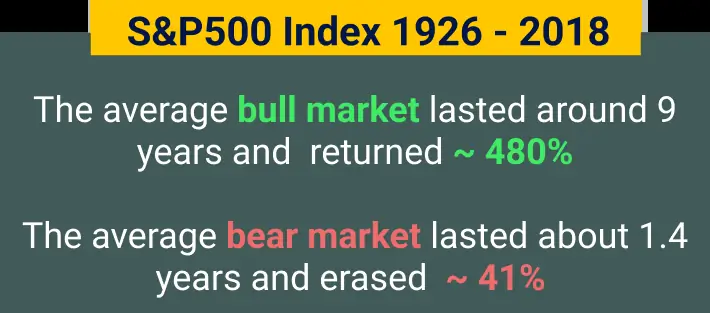 S&P500 Index 1926 - 2018
The average bull market lasted around 9
years and returned ~ 480%
The average bear market lasted about 1.4
years and erased ~ 41%